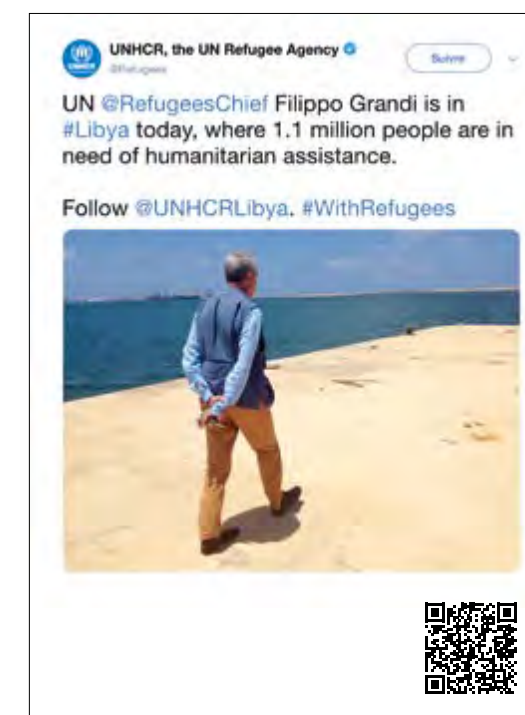 UNHCR, the UN Refugee Agency
@Refugees
Suivre
UN @RefugeesChief Filippo Grandi is in
#Libya today, where 1.1 million people are in
need of humanitarian assistance.
Follow @UNHCRLibya. #WithRefugees